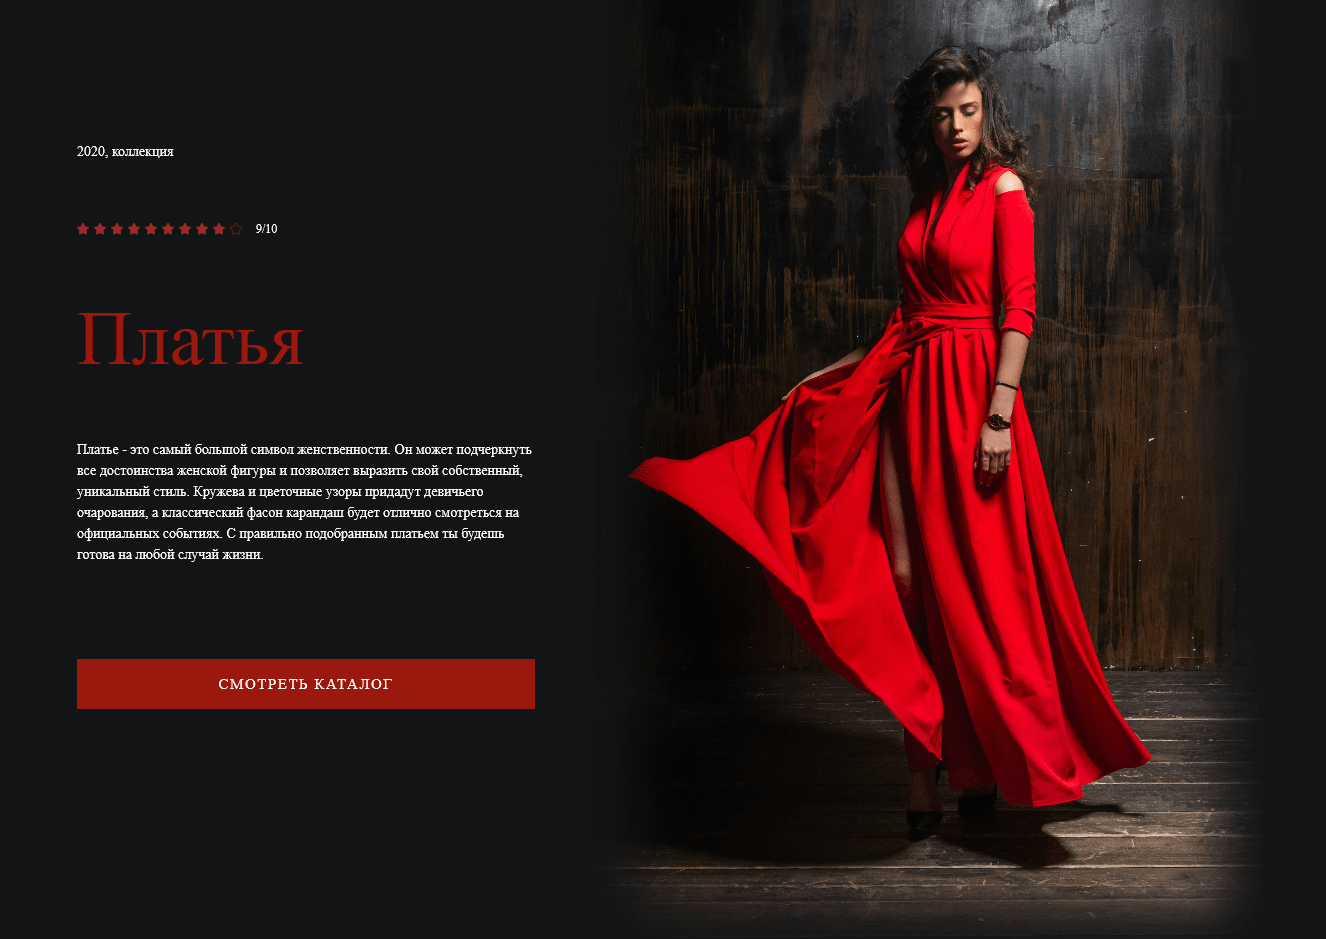 2020, коллекция
9/10
Платья
Платье - это самый большой символ женственности. Он может подчеркнуть
все достоинства женской фигуры и позволяет выразить свой собственный,
уникальный стиль. Кружева и цветочные узоры придадут девичьего
очарования, а классический фасон карандаш будет отлично смотреться на
официальных событиях. С правильно подобранным платьем ты будешь
готова на любой случай жизни.
СМОТРЕТЬ КАТАЛОГ